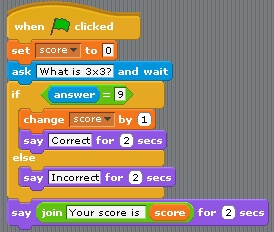 when clicked
set score to 0
ask What is 3x3? and wait
if answer = 9
change score by 1
say Correct for 2 secs
else
say Incorrect for 2 secs
say join Your score is score for 2 secs